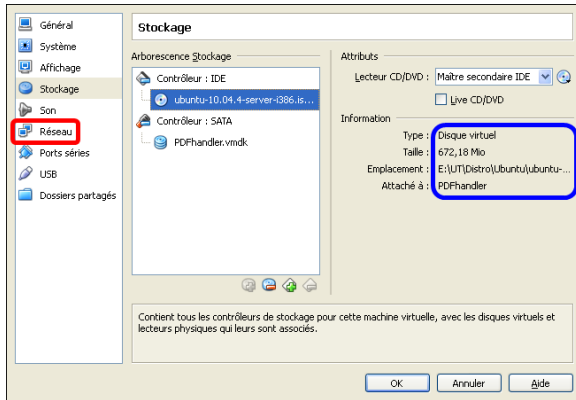 Général
Système
Affichage
Stockage
Son
Réseau
Ports séries
USB
Dossiers partagés
Stockage
Arborescence Stockage
Contrôleur : IDE
ubuntu-10.04.4-server-i386.is...
Contrôleur : SATA
PDFhandler.vmdk
Attributs
Lecteur CD/DVD : Maître secondaire IDE
Live CD/DVD
Information
Type : Disque virtuel
Taille : 672,18 Mio
Emplacement : E:\UT\Distro\Ubuntu\ubuntu-...
Attaché à : PDFhandler
Contient tous les contrôleurs de stockage pour cette machine virtuelle, avec les disques virtuels et
lecteurs physiques qui leurs sont associés.
OK Annuler Aide